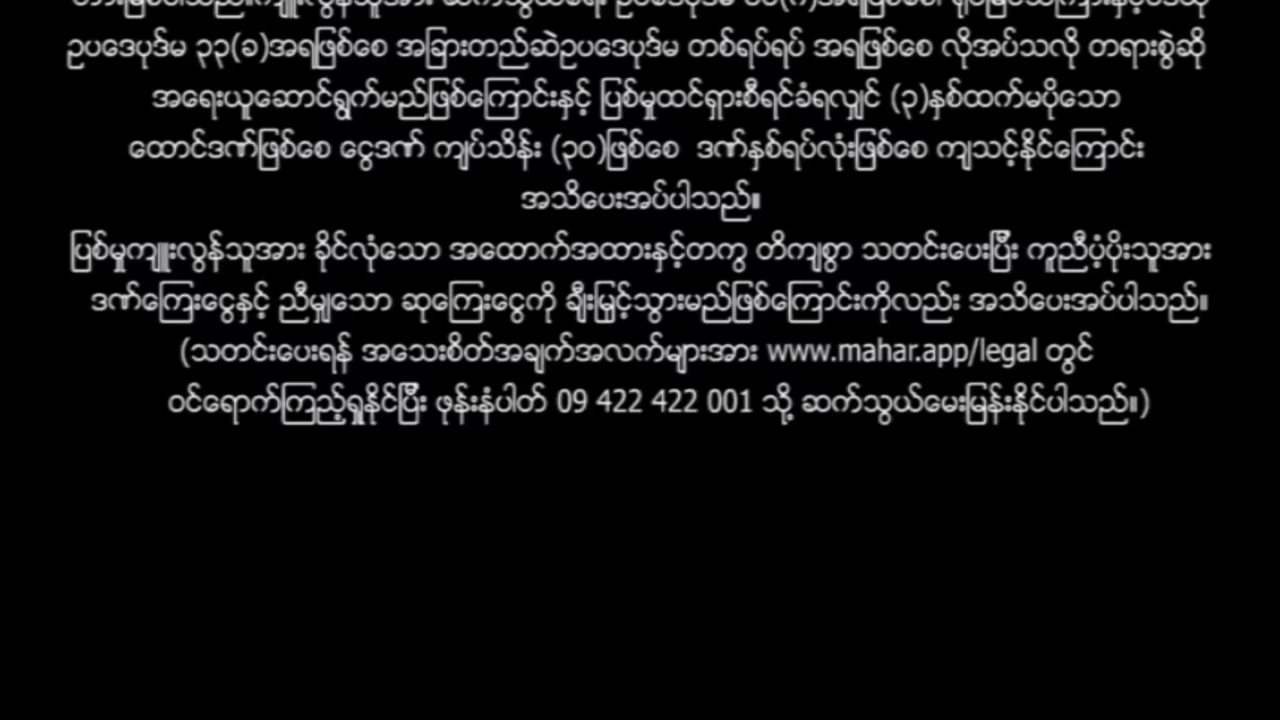 ဥပဒေပုဒ်မ ၃၃(ခ)အရဖြစ်စေ အခြားတည်ဆဲဥပဒေပုဒ်မ တစ်ရပ်ရပ် အရဖြစ်စေ လိုအပ်သလို တရားစွဲဆို
အရေးယူဆောင်ရွက်မည်ဖြစ်ကြောင်းနှင့် ပြစ်မှုထင်ရှားစီရင်ခံရလျှင် (၃)နှစ်ထက်မပိုသော
ထောင်ဒဏ်ဖြစ်စေ ငွေဒဏ် ကျပ်သိန်း (၃၀)ဖြစ်စေ ဒဏ်နှစ်ရပ်လုံးဖြစ်စေ ကျသင့်နိုင်ကြောင်း
အသိပေးအပ်ပါသည်။
ပြစ်မှုကျူးလွန်သူအား ခိုင်လုံသော အထောက်အထားနှင့်တကွ တိကျစွာ သတင်းပေးပြီး ကူညီပံ့ပိုးသူအား
ဒဏ်ကြေးငွေနှင့် ညီမျှသော ဆုကြေးငွေကို ချီးမြှင့်သွားမည်ဖြစ်ကြောင်းကိုလည်း အသိပေးအပ်ပါသည်။
(သတင်းပေးရန် အသေးစိတ်အချက်အလက်များအား www.mahar.app/legal တွင်
ဝင်ရောက်ကြည့်ရှုနိုင်ပြီး ဖုန်းနံပါတ် 09 422 422 001 သို့ ဆက်သွယ်မေးမြန်းနိုင်ပါသည်။)